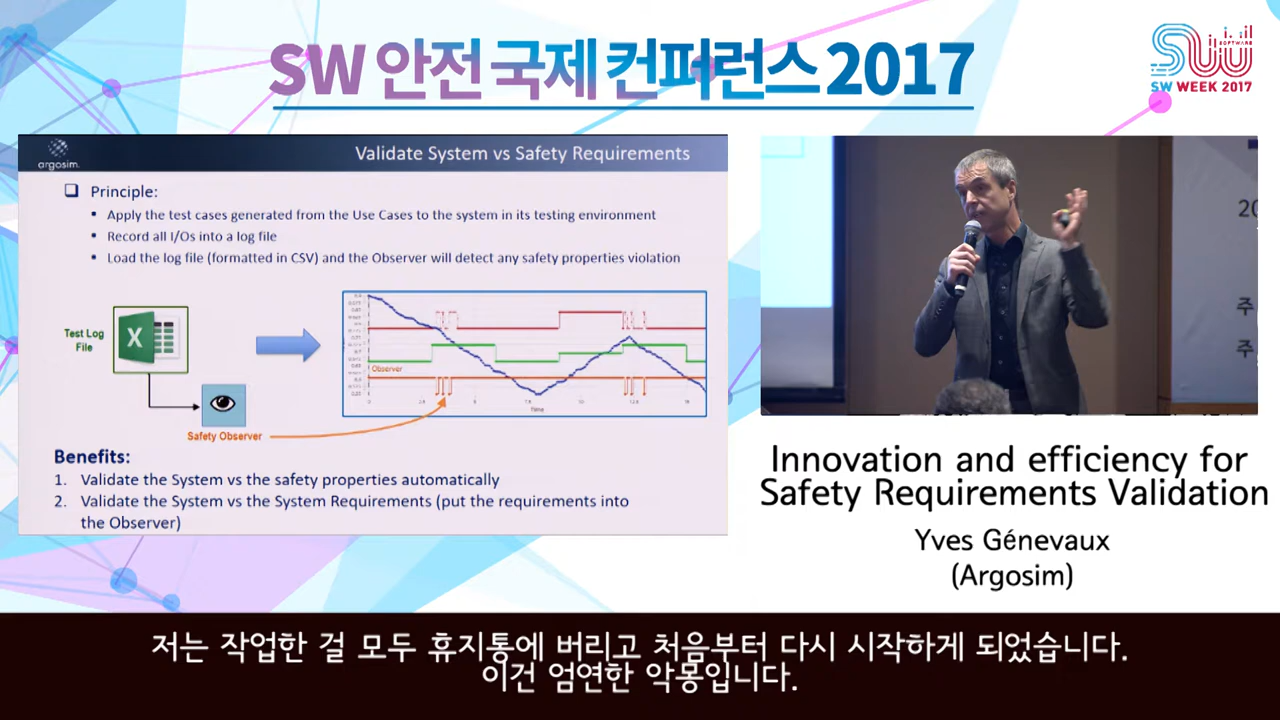 SW 안전 국제 컨퍼런스 2017
SOFTWARE
SW WEEK 2017
argosim.
Validate System vs Safety Requirements
Principle:
Apply the test cases generated from the Use Cases to the system in its testing environment
Record all I/Os into a log file
Load the log file (formatted in CSV) and the Observer will detect any safety properties violation
Test Log
File
X
Observer
Time
Safety Observer
Benefits:
1. Validate the System vs the safety properties automatically
2. Validate the System vs the System Requirements (put the requirements into
the Observer)
20
주
주
Innovation and efficiency for
Safety Requirements Validation
Yves Génevaux
(Argosim)
저는 작업한 걸 모두 휴지통에 버리고 처음부터 다시 시작하게 되었습니다.
이건 엄연한 악몽입니다.